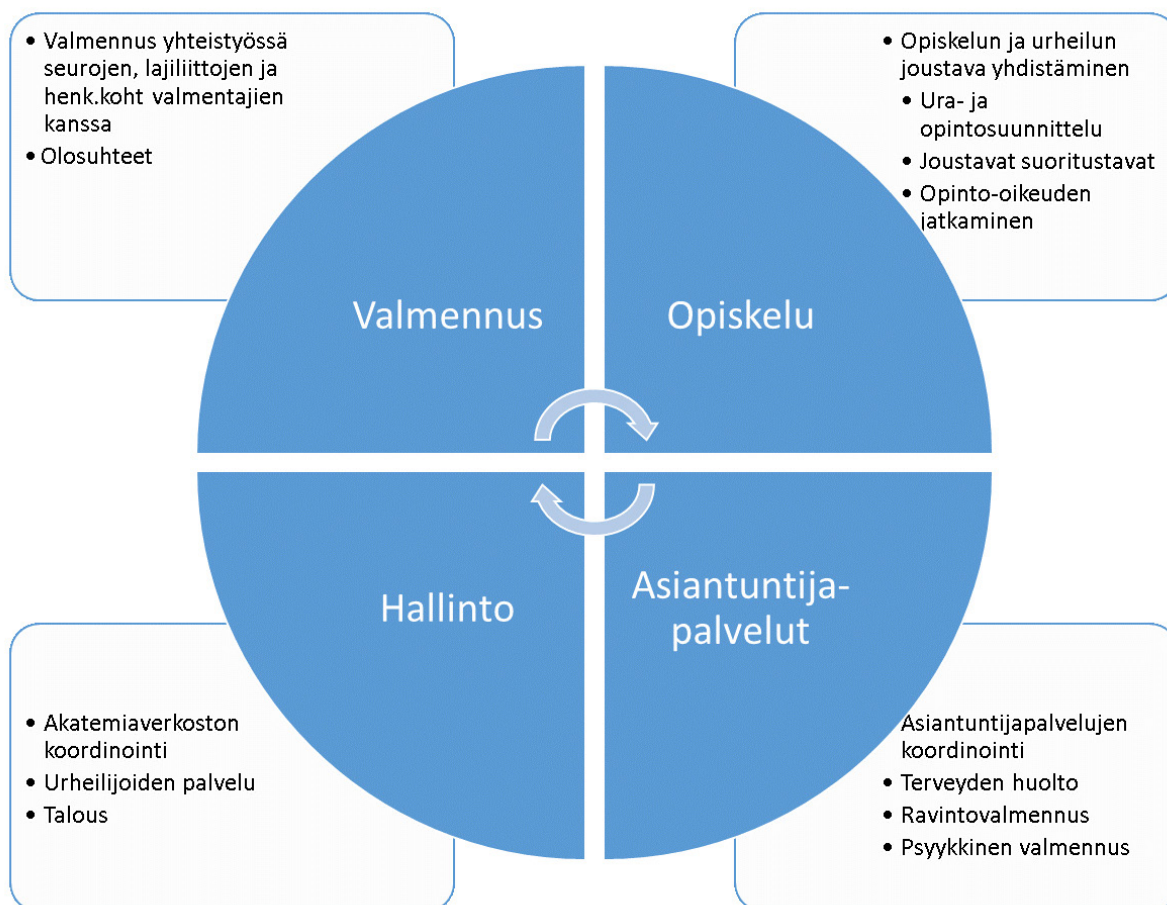 • Valmennus yhteistyössä
seurojen, lajiliittojen ja
henk.koht valmentajien
kanssa
• Olosuhteet
• Opiskelun ja urheilun
joustava yhdistäminen
• Ura- ja
opintosuunnittelu
• Joustavat suoritustavat
• Opinto-oikeuden
jatkaminen
Valmennus
Opiskelu
Hallinto
Asiantuntija-
palvelut
• Akatemiaverkoston
koordinointi
• Urheilijoiden palvelu
• Talous
Asiantuntijapalvelujen
koordinointi
• Terveyden huolto
• Ravintovalmennus
• Psyykkinen valmennus